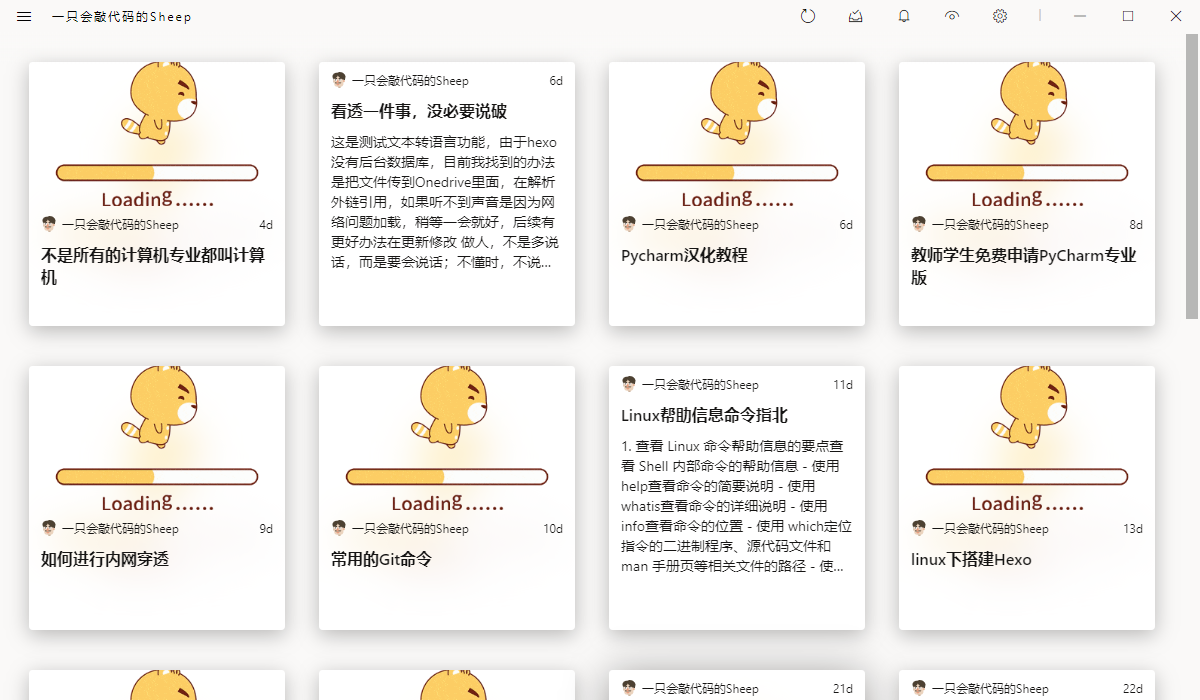 一只会敲代码的Sheep
Loading......
一只会敲代码的Sheep 4d
不是所有的计算机专业都叫计算
机
一只会敲代码的Sheep 6d
看透一件事，没必要说破
这是测试文本转语言功能，由于hexo
没有后台数据库，目前我找到的办法
是把文件传到Onedrive里面，在解析
外链引用，如果听不到声音是因为网
络问题加载，稍等一会就好，后续有
更好办法在更新修改 做人，不是多说
话，而是要会说话；不懂时，不说...
Loading......
一只会敲代码的Sheep 6d
Pycharm汉化教程
Loading......
一只会敲代码的Sheep 8d
教师学生免费申请PyCharm专业
版
Loading......
一只会敲代码的Sheep 9d
如何进行内网穿透
Loading......
一只会敲代码的Sheep 10d
常用的Git命令
一只会敲代码的Sheep 11d
Linux帮助信息命令指北
1. 查看 Linux 命令帮助信息的要点查
看 Shell 内部命令的帮助信息 - 使用
help查看命令的简要说明 - 使用
whatis查看命令的详细说明 - 使用
info查看命令的位置 - 使用 which定位
指令的二进制程序、源代码文件和
man 手册页等相关文件的路径 - 使...
Loading......
一只会敲代码的Sheep 13d
linux下搭建Hexo
一只会敲代码的Sheep 21d
一只会敲代码的Sheep 22d